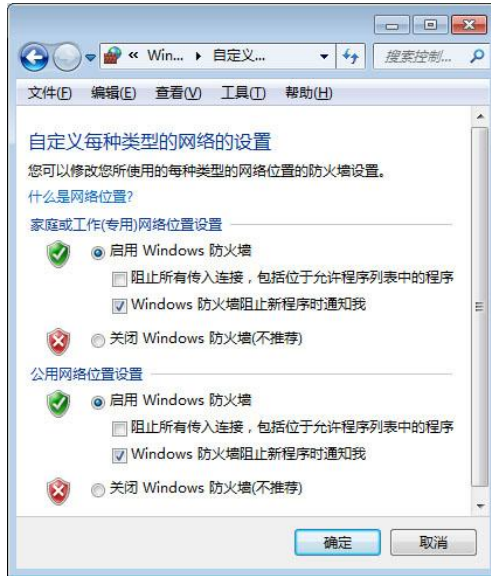 « Win... 自定义... 搜索控制...
文件(F) 编辑(E) 查看(V) 工具(T) 帮助(H)
自定义每种类型的网络的设置
您可以修改您所使用的每种类型的网络位置的防火墙设置。
什么是网络位置?
家庭或工作(专用)网络位置设置
启用 Windows 防火墙
阻止所有传入连接，包括位于允许程序列表中的程序
Windows 防火墙阻止新程序时通知我
关闭 Windows 防火墙(不推荐)
公用网络位置设置
启用 Windows 防火墙
阻止所有传入连接，包括位于允许程序列表中的程序
Windows 防火墙阻止新程序时通知我
关闭 Windows 防火墙(不推荐)
确定 取消